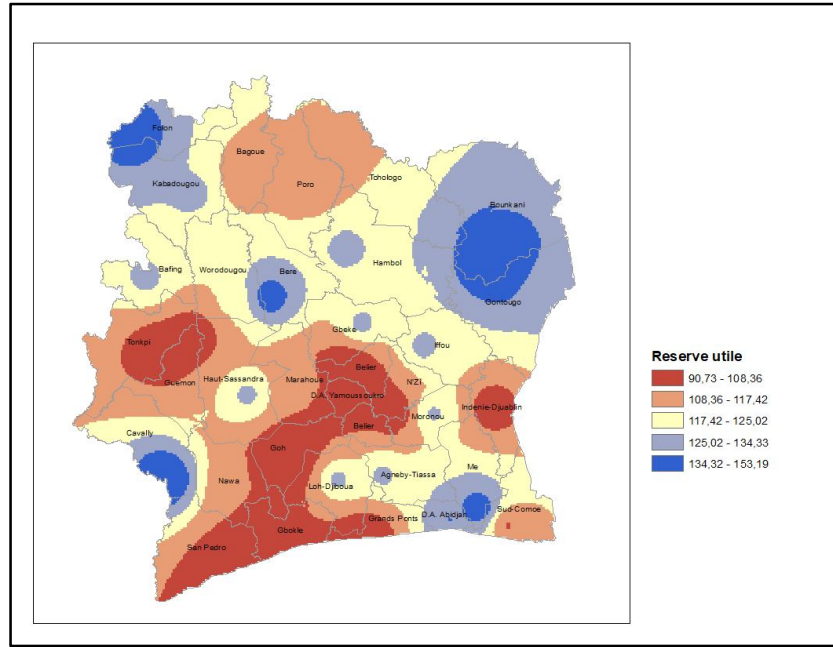 Folon
Bagoue
Kabadougou
Poro
Tchologo
Bounkani
Bafing
Worodougou
Bere
Hambol
Gontougo
Tonkpi
Gbeke
Iffou
Guemon
Haut-Sassandra
Marahoue
Belier
N'ZI
D.A. Yamoussoukro
Indenie-Djuablin
Moronou
Cavally
Belier
Goh
Nawa
Loh-Djiboua
Agneby-Tiassa
Me
San Pedro
Gbokle
Grands Ponts
D.A. Abidjan
Sud-Comoe
Reserve utile
90,73 - 108,36
108,36 - 117,42
117,42 - 125,02
125,02 - 134,33
134,32 - 153,19